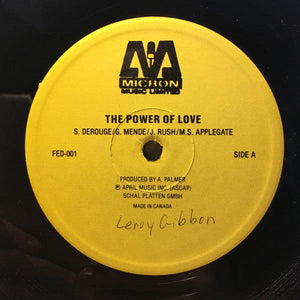 MICRON
MUSIC LIMITED
THE POWER OF LOVE
S. DEROUGE/G. MENDE/J. RUSH/M.S. APPLEGATE
FED-001
SIDE A
PRODUCED BY A. PALMER
Ⓟ APRIL MUSIC INC. (ASCAP)
SCHAL PLATTEN GMBH
MADE IN CANADA
Leroy Gibbon